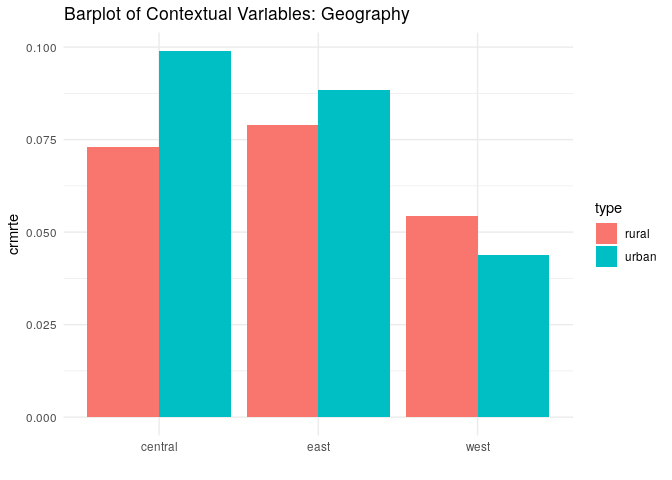 Barplot of Contextual Variables: Geography
0.100
0.075
0.050
0.025
0.000
crmrte
central
east
west
type
rural
urban